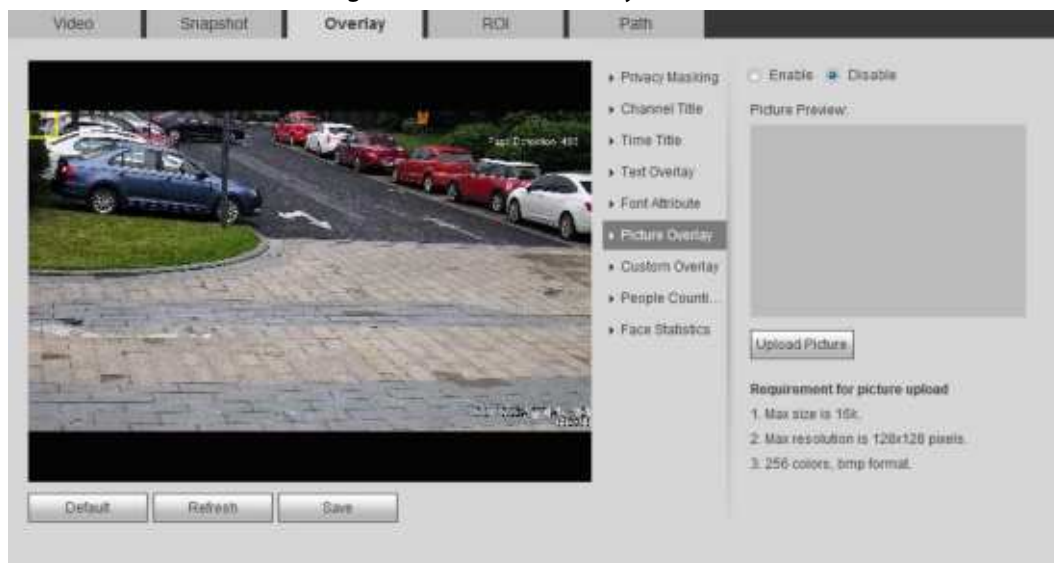 Video Snapshot Overlay ROI Path
Privacy Masking
Channel Title
Time Title
Text Overlay
Font Attribute
Picture Overlay
Custom Overlay
People Counti...
Face Statistics
Enable Disable
Picture Preview:
Upload Picture
Requirement for picture upload
1. Max size is 16k.
2. Max resolution is 128x128 pixels.
3. 256 colors, bmp format.
Default Refresh Save